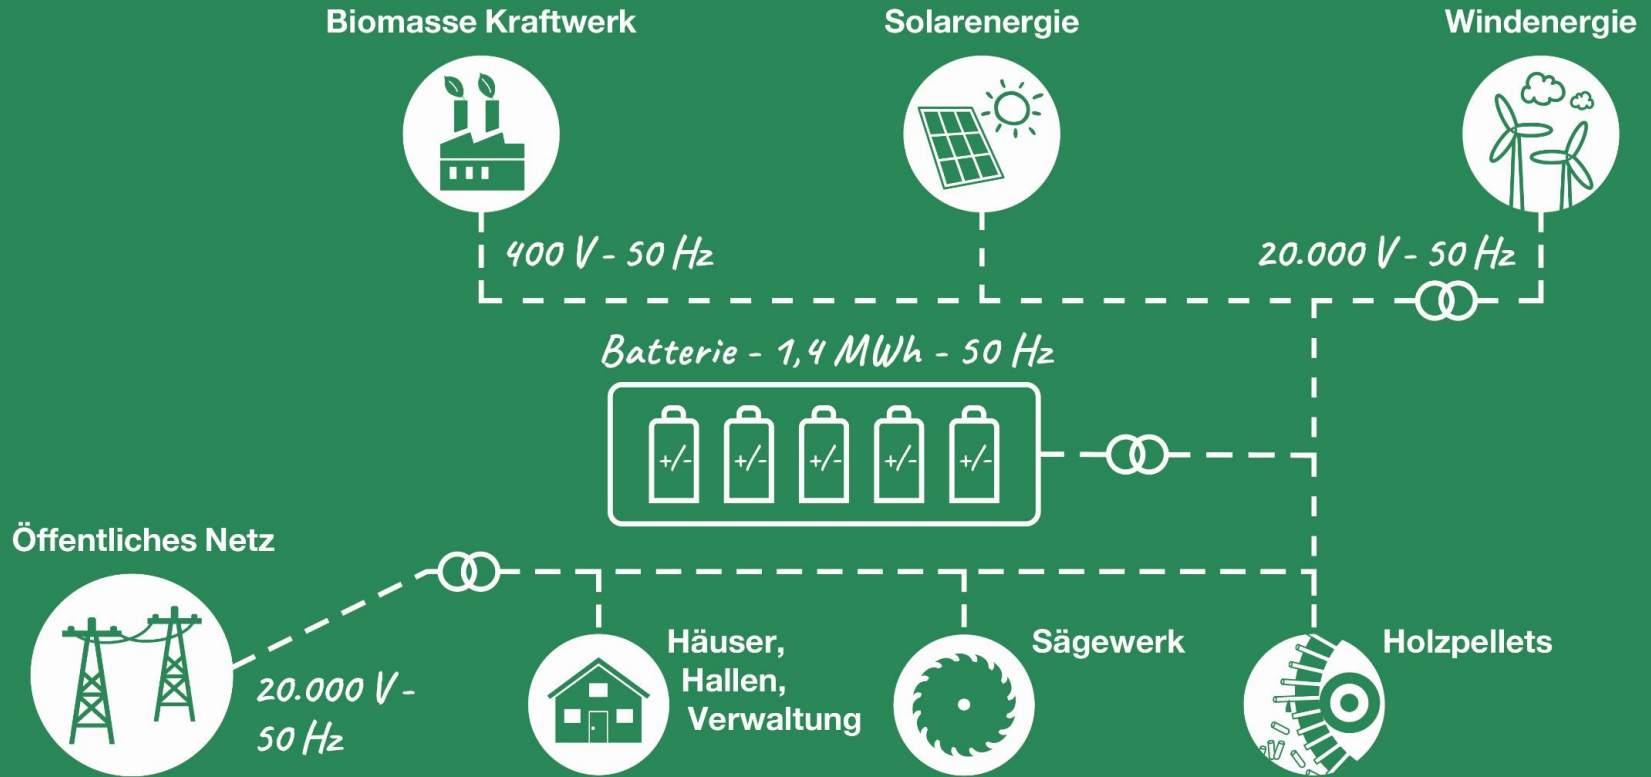 Biomasse Kraftwerk
Solarenergie
Windenergie
400 V - 50 Hz
20.000 V - 50 Hz
Batterie - 1,4 MWh - 50 Hz
+/-
+/-
+/-
+/-
+/-
Öffentliches Netz
20.000 V -
50 Hz
Häuser,
Hallen,
Verwaltung
Sägewerk
Holzpellets